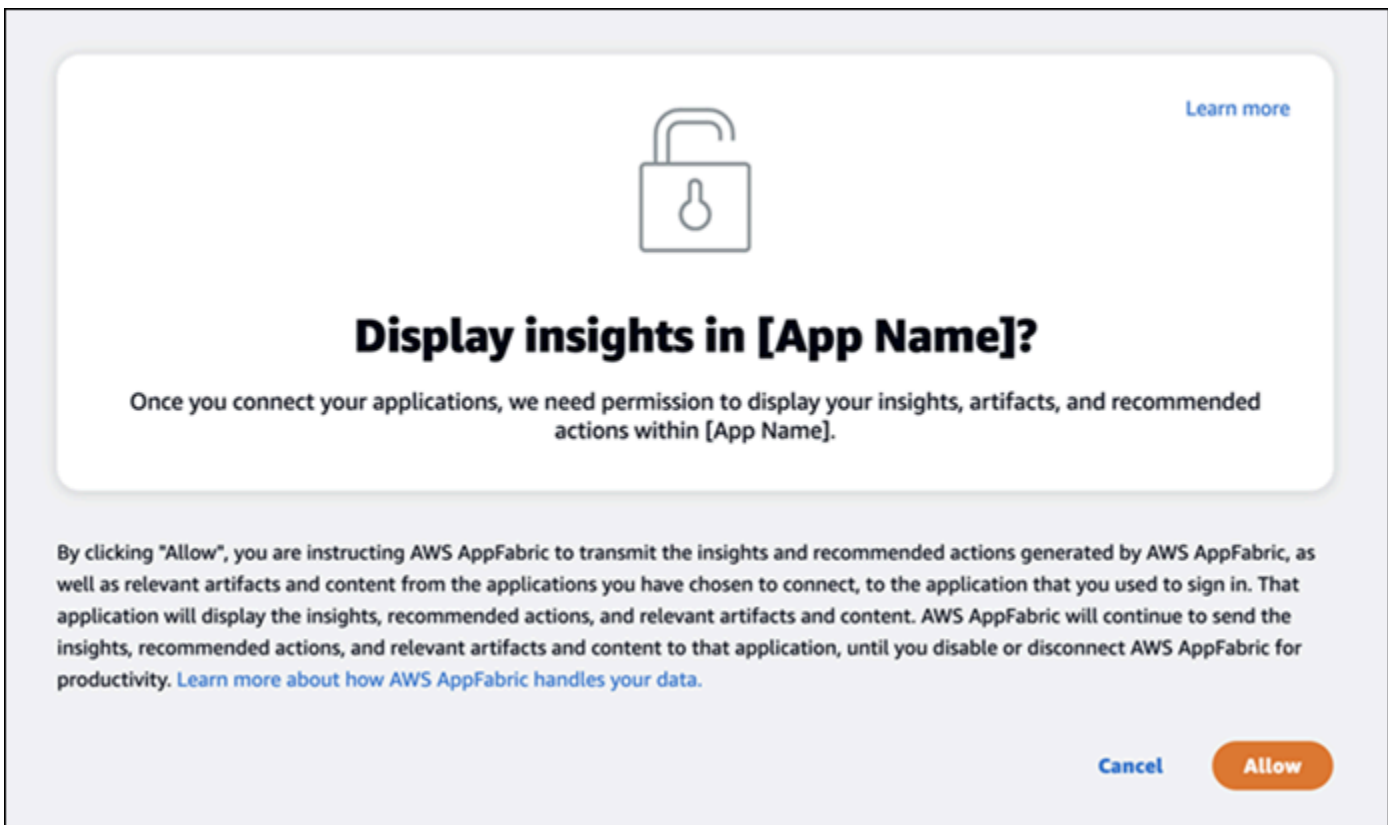 Learn more
Display insights in [App Name]?
Once you connect your applications, we need permission to display your insights, artifacts, and recommended
actions within [App Name].
By clicking "Allow", you are instructing AWS AppFabric to transmit the insights and recommended actions generated by AWS AppFabric, as
well as relevant artifacts and content from the applications you have chosen to connect, to the application that you used to sign in. That
application will display the insights, recommended actions, and relevant artifacts and content. AWS AppFabric will continue to send the
insights, recommended actions, and relevant artifacts and content to that application, until you disable or disconnect AWS AppFabric for
productivity. Learn more about how AWS AppFabric handles your data.
Cancel Allow